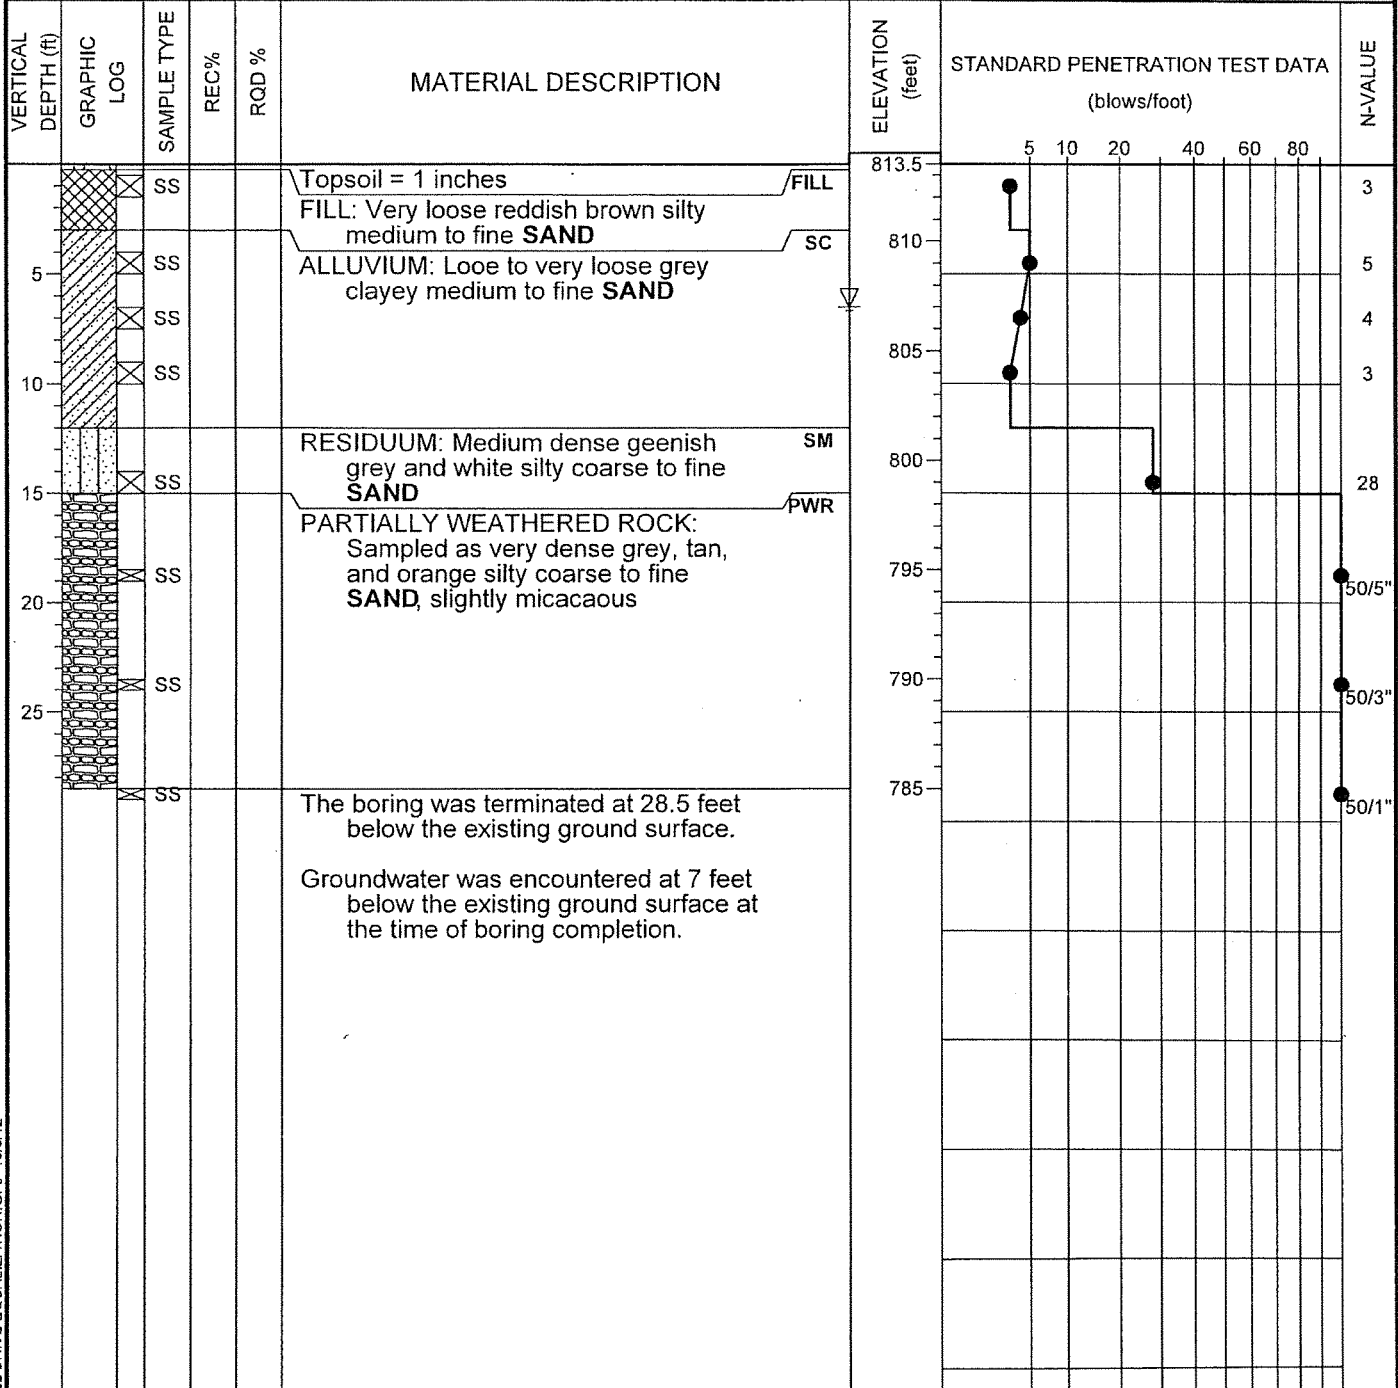 VERTICAL
DEPTH (ft)
GRAPHIC
LOG
SAMPLE TYPE
REC%
RQD %
MATERIAL DESCRIPTION
ELEVATION
(feet)
STANDARD PENETRATION TEST DATA
(blows/foot)
N-VALUE
5 10 20 40 60 80
813.5
SS
Topsoil = 1 inches
FILL
3
FILL: Very loose reddish brown silty
medium to fine SAND
SC
810
SS
ALLUVIUM: Looe to very loose grey
clayey medium to fine SAND
5
5
SS
4
805
SS
3
10
RESIDUUM: Medium dense geenish
grey and white silty coarse to fine
SAND
SM
800
SS
28
15
PWR
PARTIALLY WEATHERED ROCK:
Sampled as very dense grey, tan,
and orange silty coarse to fine
SAND, slightly micacaous
795
SS
50/5"
20
790
SS
50/3"
25
785
SS
50/1"
The boring was terminated at 28.5 feet
below the existing ground surface.
Groundwater was encountered at 7 feet
below the existing ground surface at
the time of boring completion.